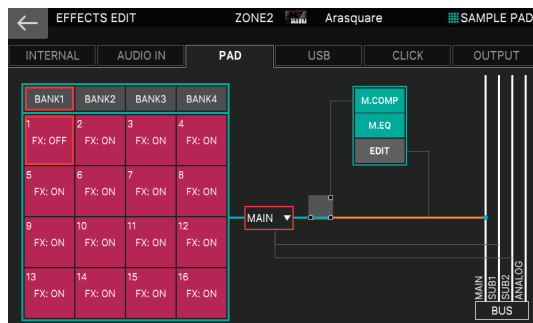 EFFECTS EDIT ZONE2 Arasquare SAMPLE PAD
INTERNAL AUDIO IN PAD USB CLICK OUTPUT
BANK1 BANK2 BANK3 BANK4
1 2 3 4
FX: OFF FX: ON FX: ON FX: ON
5 6 7 8
FX: ON FX: ON FX: ON FX: ON
9 10 11 12
FX: ON FX: ON FX: ON FX: ON
13 14 15 16
FX: ON FX: ON FX: ON FX: ON
MAIN
M.COMP
M.EQ
EDIT
MAIN
SUB1
SUB2
ANALOG
BUS